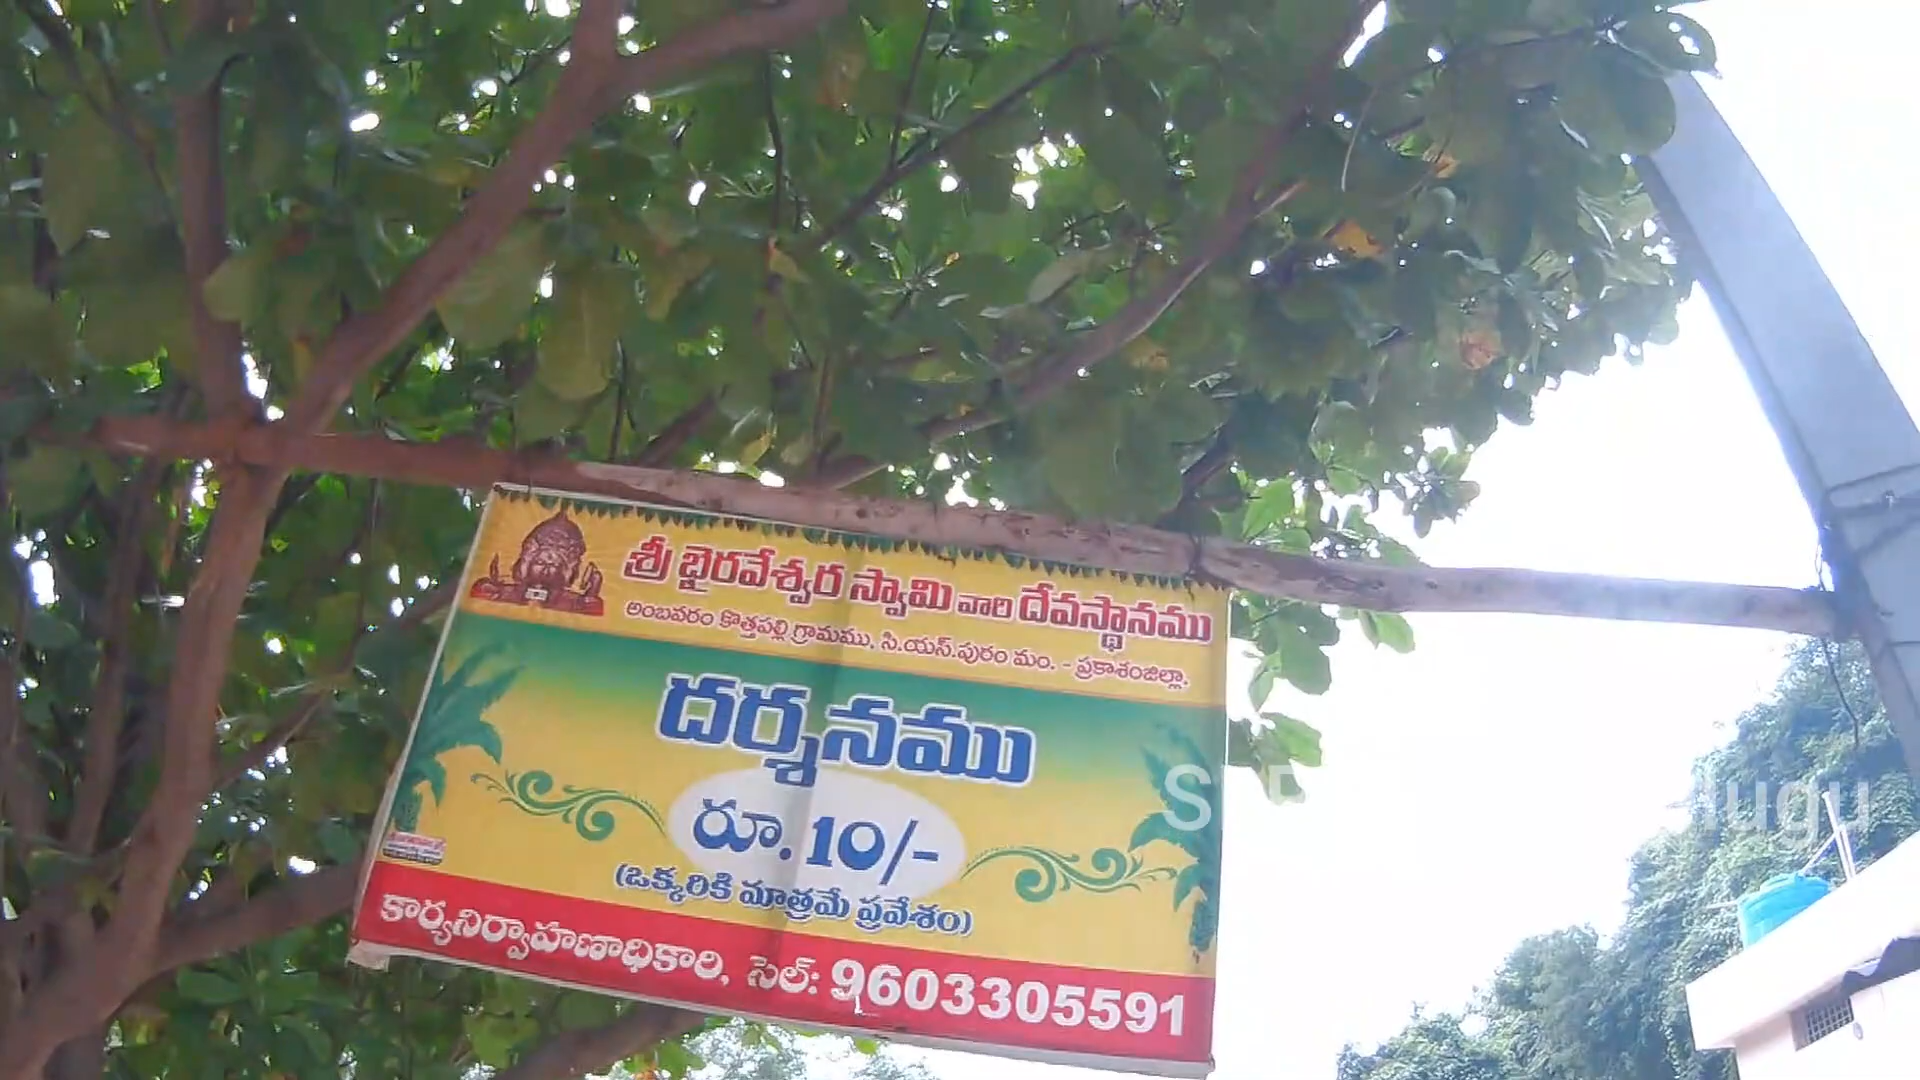 శ్రీ భైరవేశ్వర స్వామి వారి దేవస్థానము
అంబవరం కొత్తపల్లి గ్రామము, సి.యస్.పురం మం. - ప్రకాశంజిల్లా.
దర్శనము
రూ. 10/-
(ఒక్కరికి మాత్రమే ప్రవేశం)
కార్యనిర్వాహణాధికారి, సెల్: 9603305591